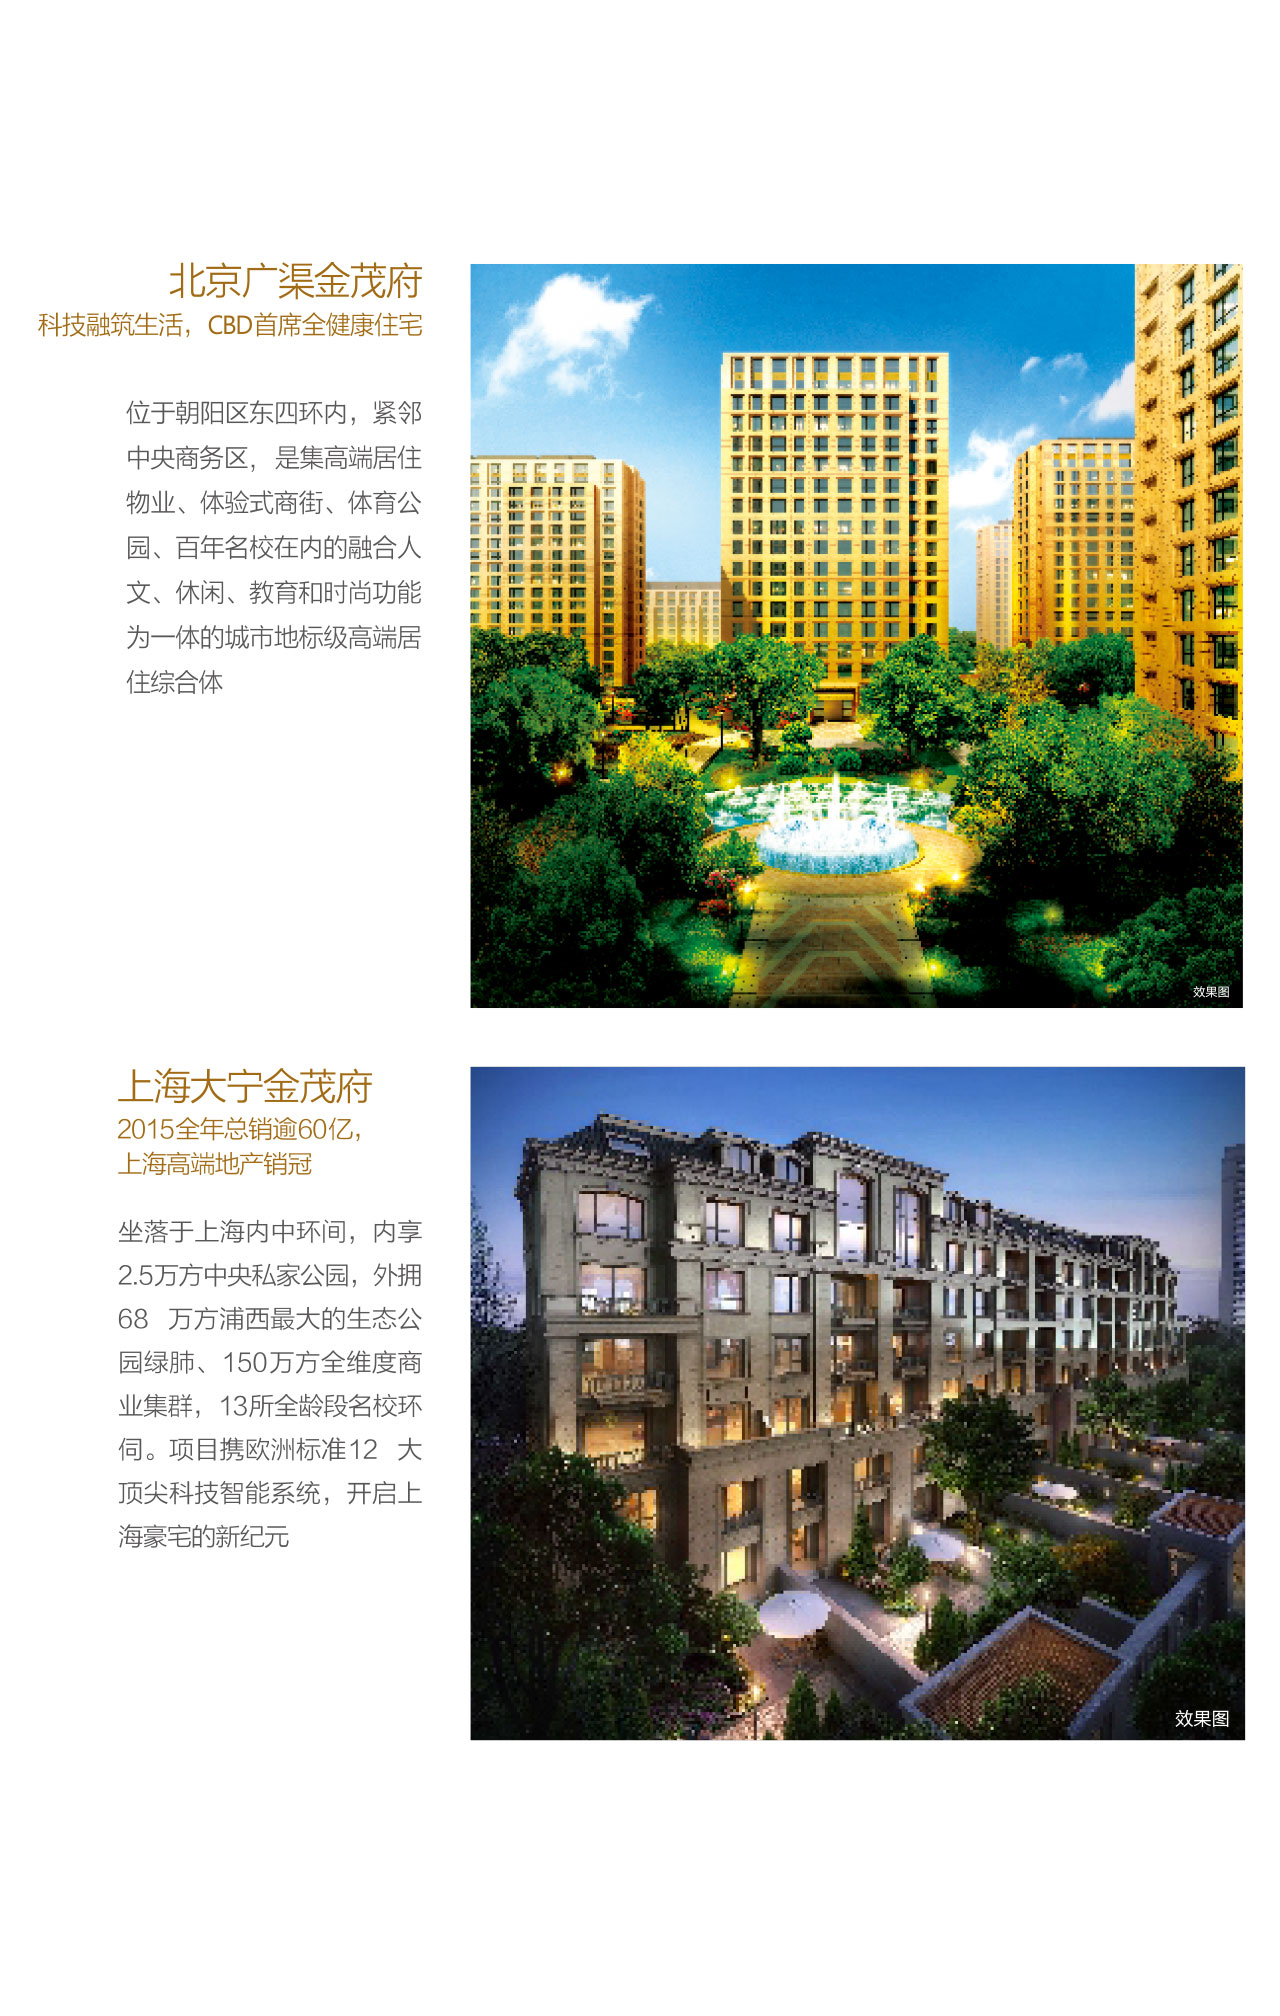 北京广渠金茂府
科技融筑生活，CBD首席全健康住宅
位于朝阳区东四环内，紧邻
中央商务区，是集高端居住
物业、体验式商街、体育公
园、百年名校在内的融合人
文、休闲、教育和时尚功能
为一体的城市地标级高端居
住综合体
效果图
上海大宁金茂府
2015全年总销逾60亿，
上海高端地产销冠
坐落于上海内中环间，内享
2.5万方中央私家公园，外拥
68 万方浦西最大的生态公
园绿肺、150万方全维度商
业集群，13所全龄段名校环
伺。项目携欧洲标准12 大
顶尖科技智能系统，开启上
海豪宅的新纪元
效果图